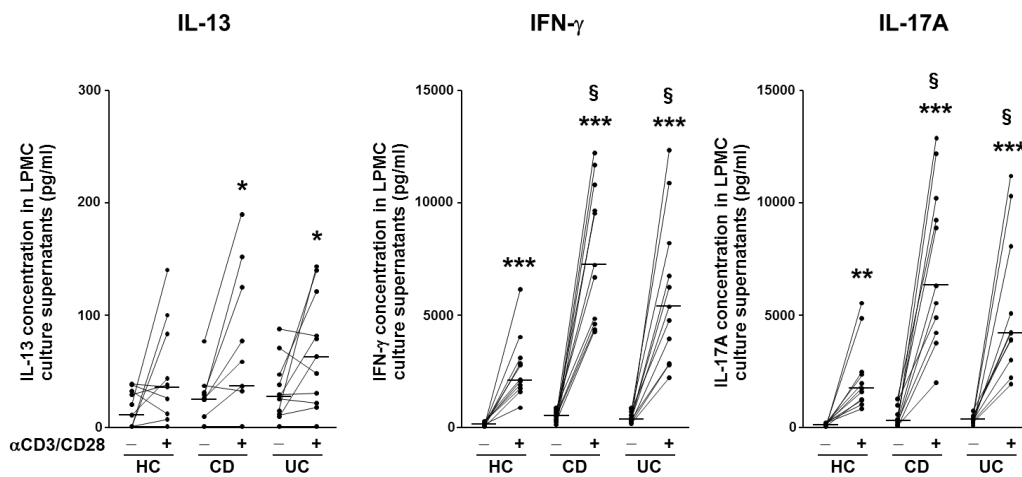 IL-13
IL-13 concentration in LPMC
culture supernatants (pg/ml)
300
200
100
0
*
*
αCD3/CD28
– + – + – +
HC CD UC
IFN-γ
IFN-γ concentration in LPMC
culture supernatants (pg/ml)
15000
10000
5000
0
***
§
***
§
***
– + – + – +
HC CD UC
IL-17A
IL-17A concentration in LPMC
culture supernatants (pg/ml)
15000
10000
5000
0
**
§
***
§
***
– + – + – +
HC CD UC